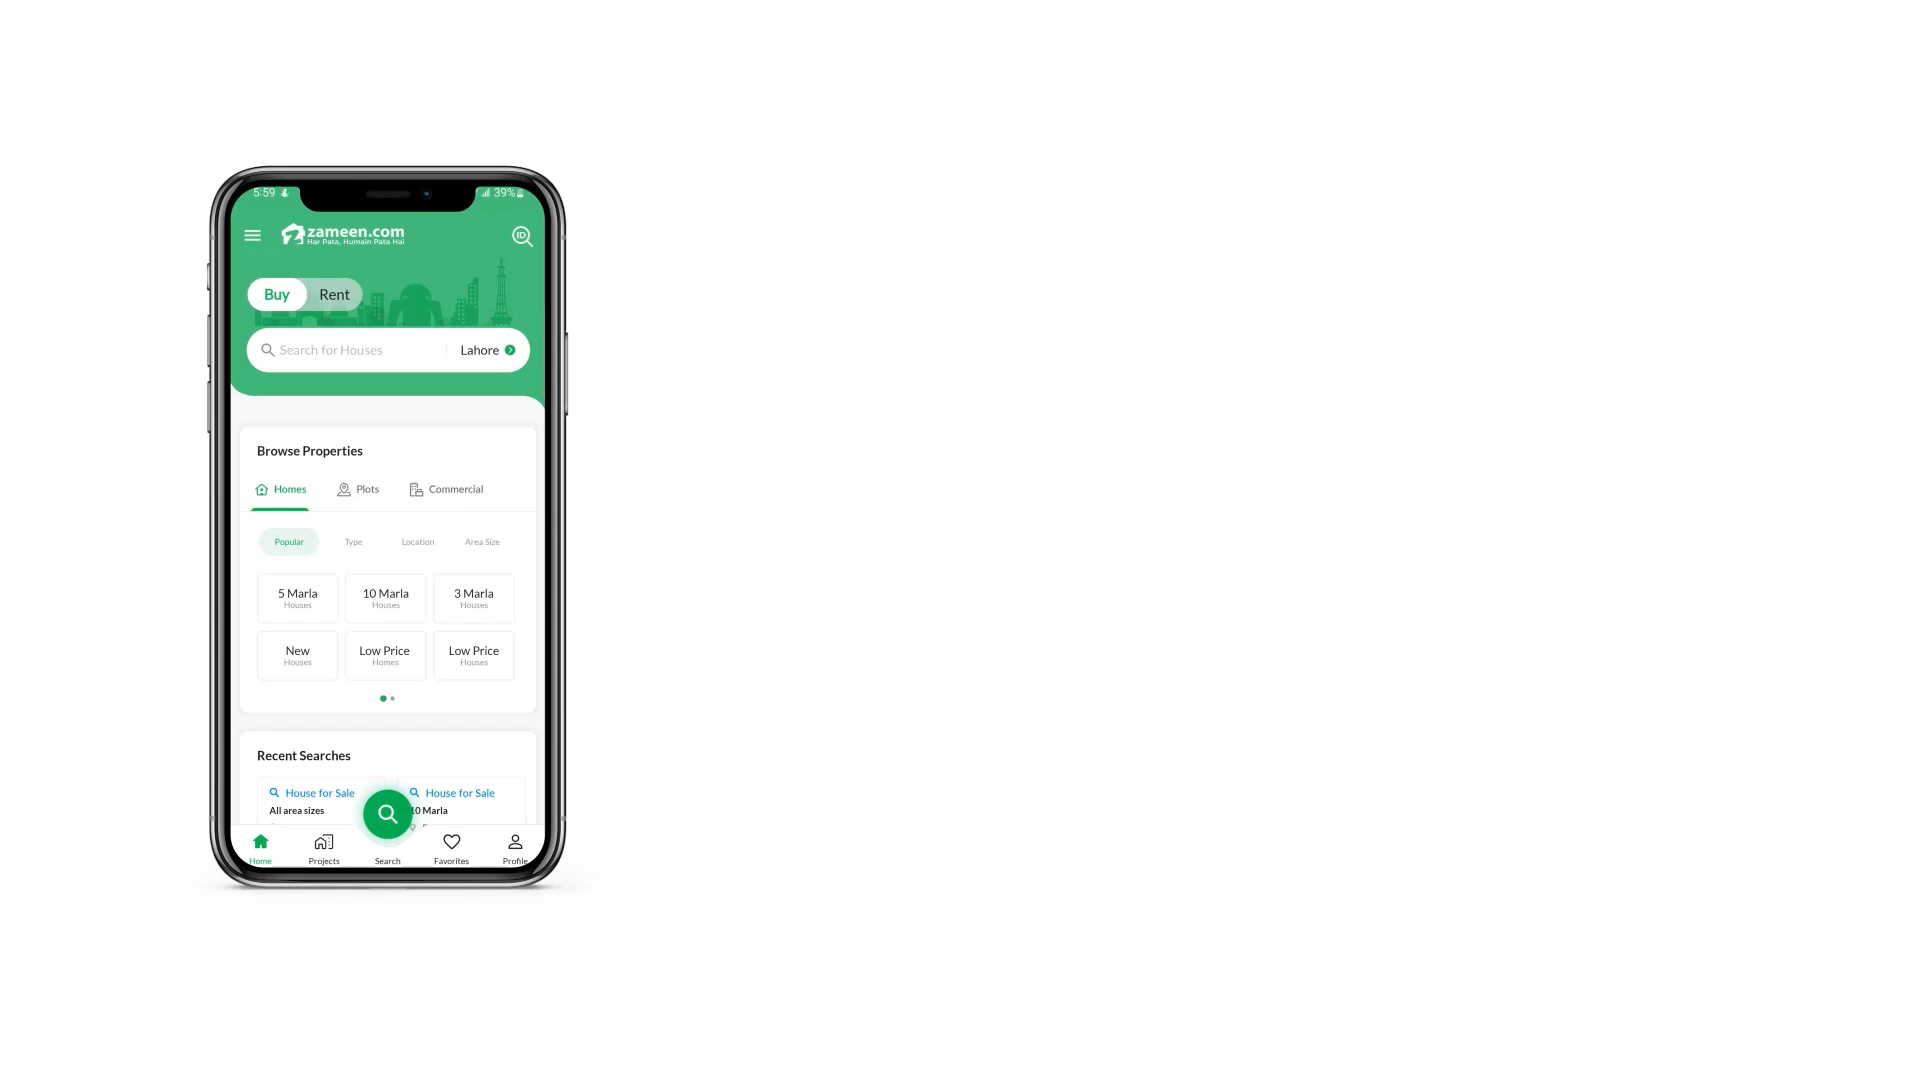 5:59
39%
zameen.com
Har Pata, Humain Pata Hai
ID
Buy Rent
Search for Houses Lahore
Browse Properties
Homes Plots Commercial
Popular Type Location Area Size
5 Marla 10 Marla 3 Marla
Houses Houses Houses
New Low Price Low Price
Houses Homes Houses
Recent Searches
House for Sale House for Sale
All area sizes 10 Marla
Home Projects Search Favorites Profile